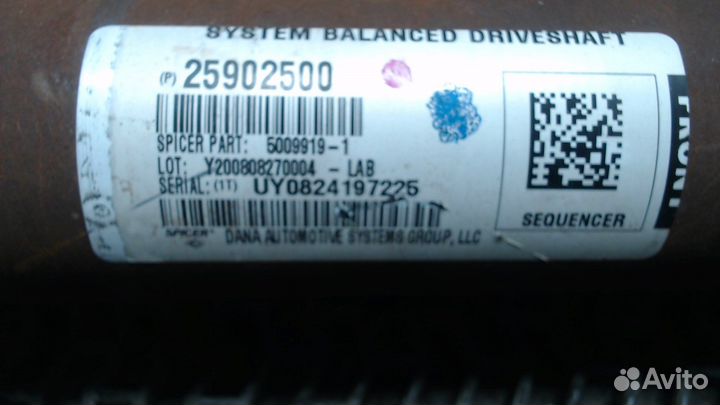 SYSTEM BALANCED DRIVESHAFT
(P) 25902500
SPICER PART: 5009919-1
LOT: Y200808270004 - LAB
SERIAL: (1T) UY0824197225
SEQUENCER
SPICER DANA AUTOMOTIVE SYSTEMS GROUP, LLC
FRONT
Avito